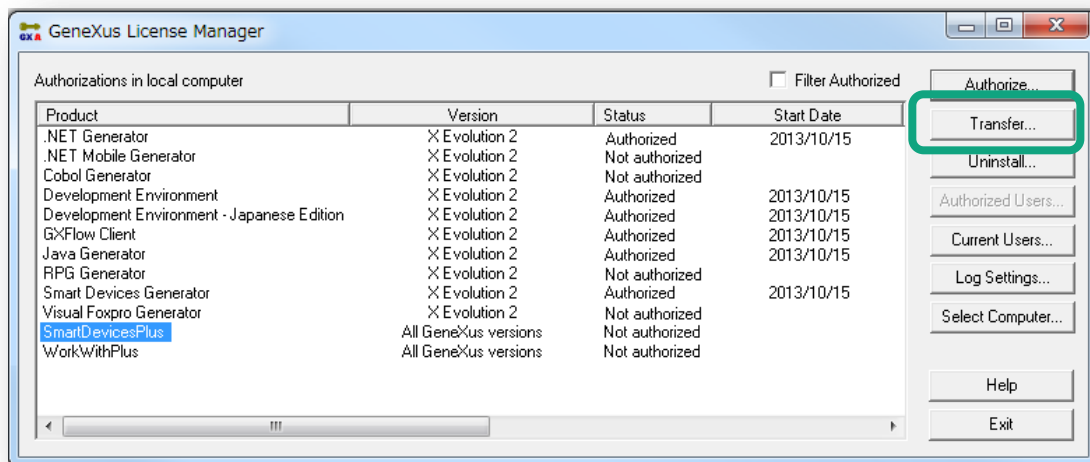 GeneXus License Manager
Authorizations in local computer
Filter Authorized
Product Version Status Start Date
.NET Generator X Evolution 2 Authorized 2013/10/15
.NET Mobile Generator X Evolution 2 Not authorized
Cobol Generator X Evolution 2 Not authorized
Development Environment X Evolution 2 Authorized 2013/10/15
Development Environment - Japanese Edition X Evolution 2 Authorized 2013/10/15
GXFlow Client X Evolution 2 Authorized 2013/10/15
Java Generator X Evolution 2 Authorized 2013/10/15
RPG Generator X Evolution 2 Not authorized
Smart Devices Generator X Evolution 2 Authorized 2013/10/15
Visual Foxpro Generator X Evolution 2 Not authorized
SmartDevicesPlus All GeneXus versions Not authorized
WorkWithPlus All GeneXus versions Not authorized
Authorize...
Transfer...
Uninstall...
Authorized Users...
Current Users...
Log Settings...
Select Computer...
Help
Exit